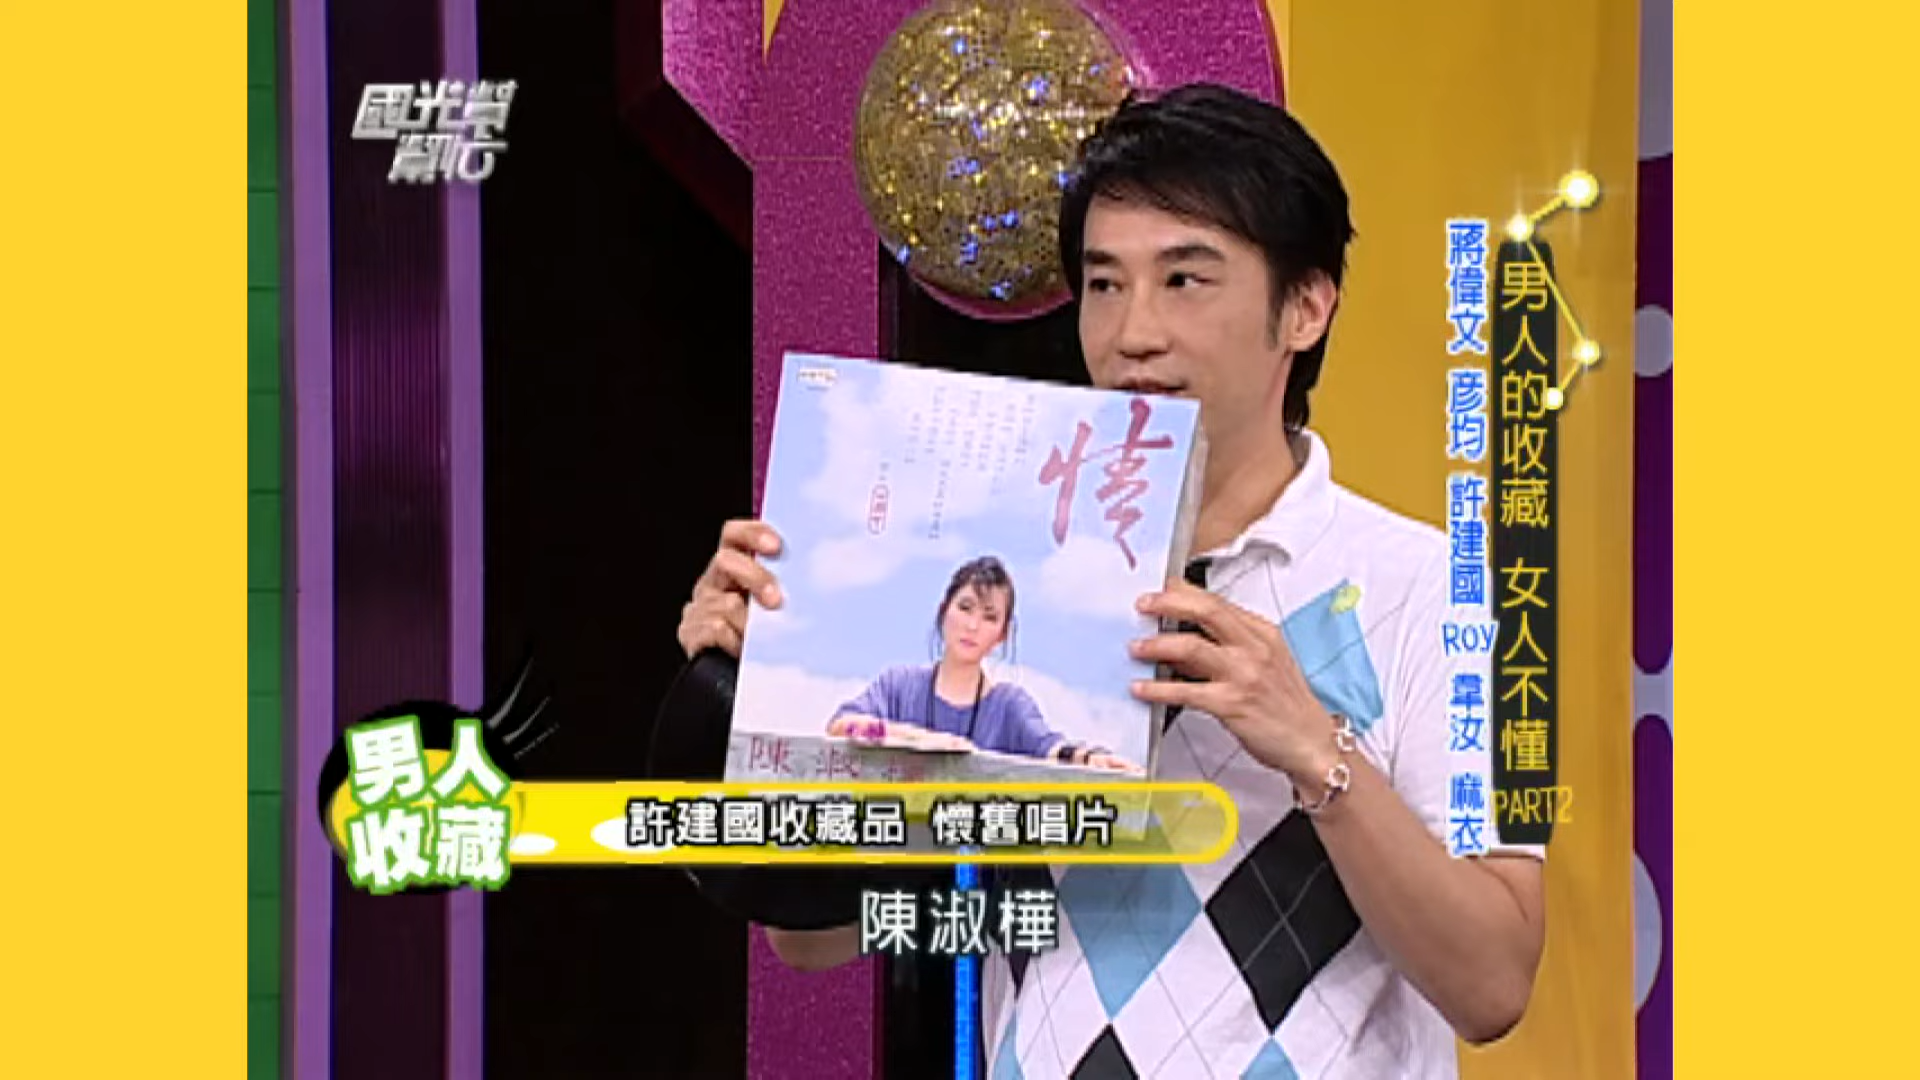 國光幫
幫忙
男人的收藏 女人不懂
PART2
蔣偉文 彥均 許建國 Roy 韋汝 麻衣
情
陳淑樺
男人
收藏
許建國收藏品 懷舊唱片
陳淑樺